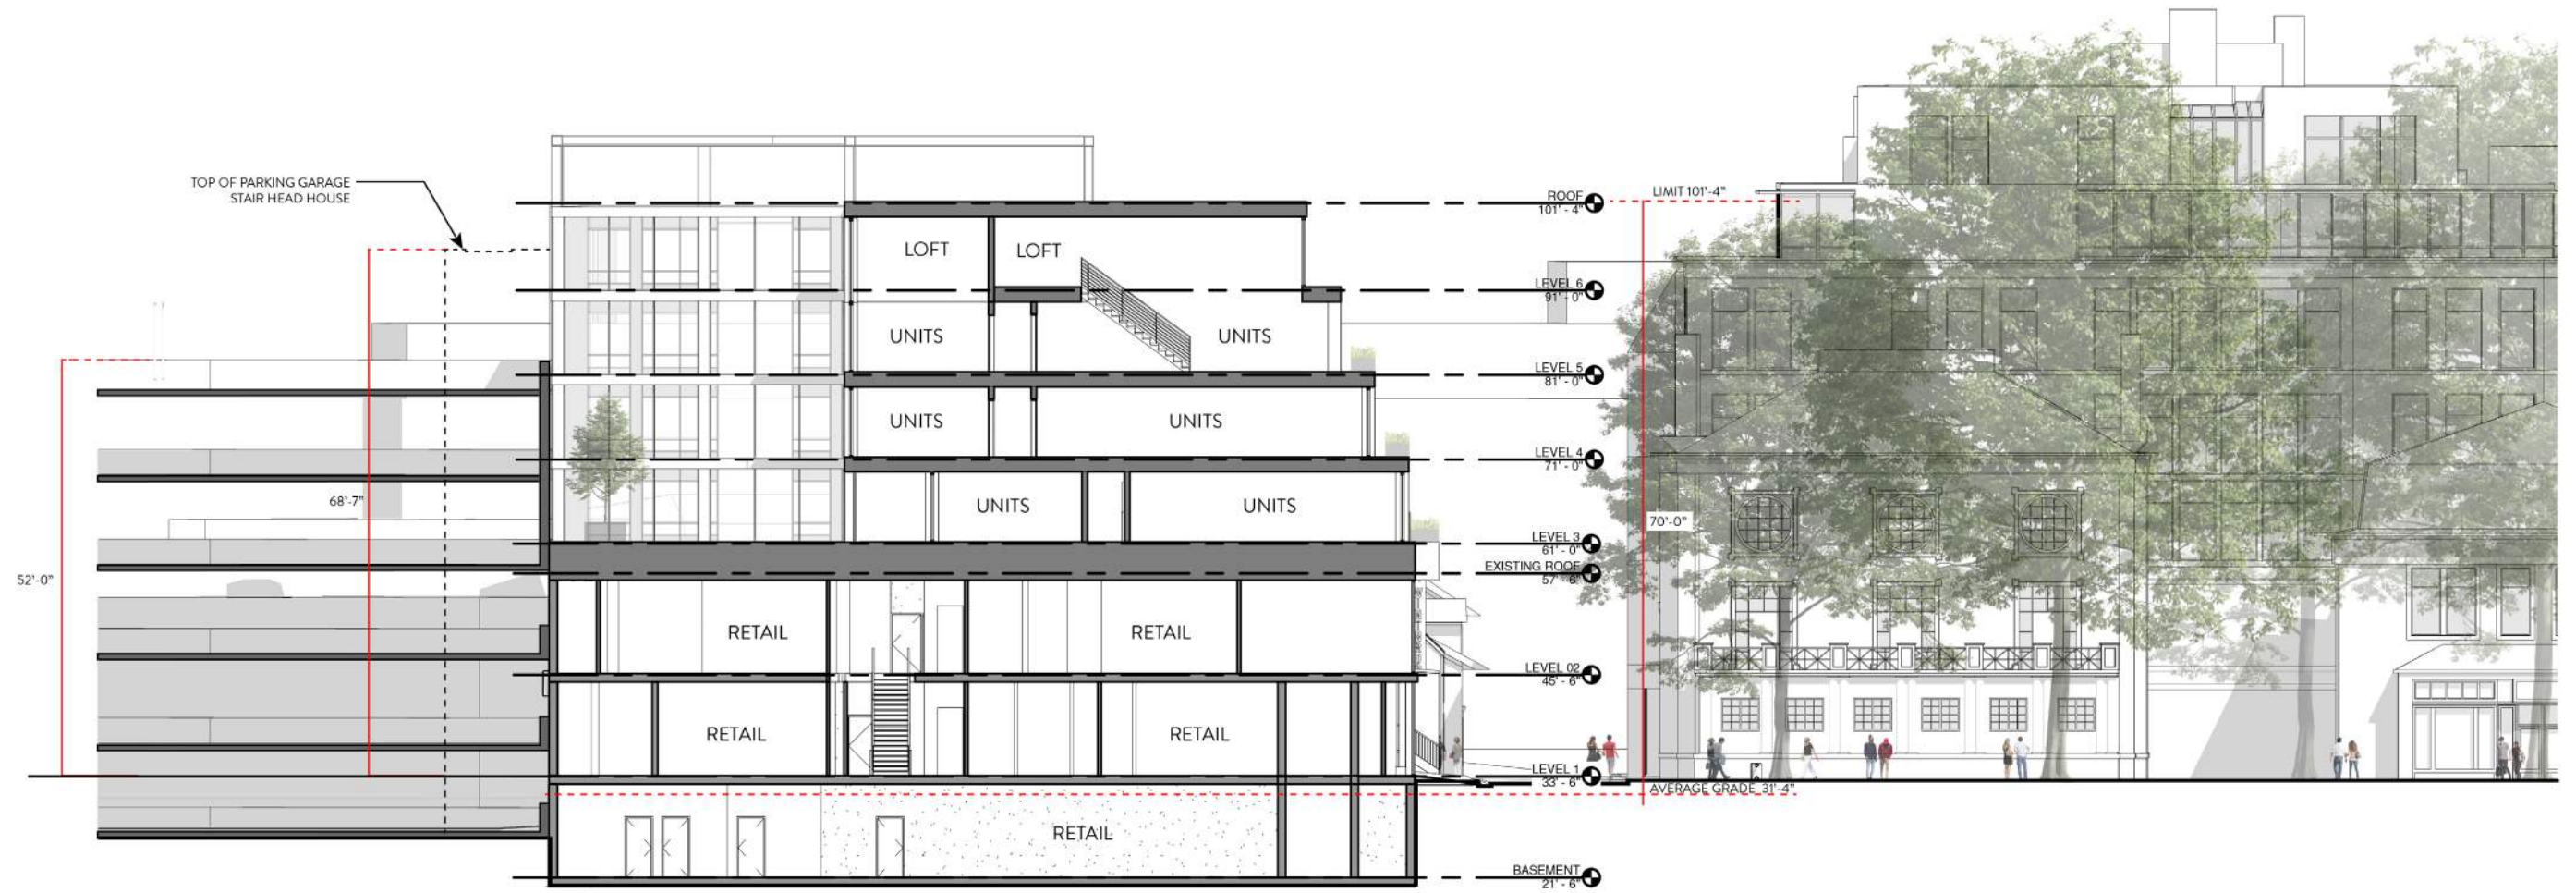 TOP OF PARKING GARAGE
STAIR HEAD HOUSE
ROOF
101' - 4"
LIMIT 101'-4"
LOFT
LOFT
LEVEL 6
91' - 0"
UNITS
UNITS
LEVEL 5
81' - 0"
UNITS
UNITS
LEVEL 4
71' - 0"
68'-7"
UNITS
UNITS
70'-0"
LEVEL 3
61' - 0"
EXISTING ROOF
57' - 6"
52'-0"
RETAIL
RETAIL
LEVEL 02
45' - 6"
RETAIL
RETAIL
LEVEL 1
33' - 6"
AVERAGE GRADE 31'-4"
RETAIL
BASEMENT
21' - 6"